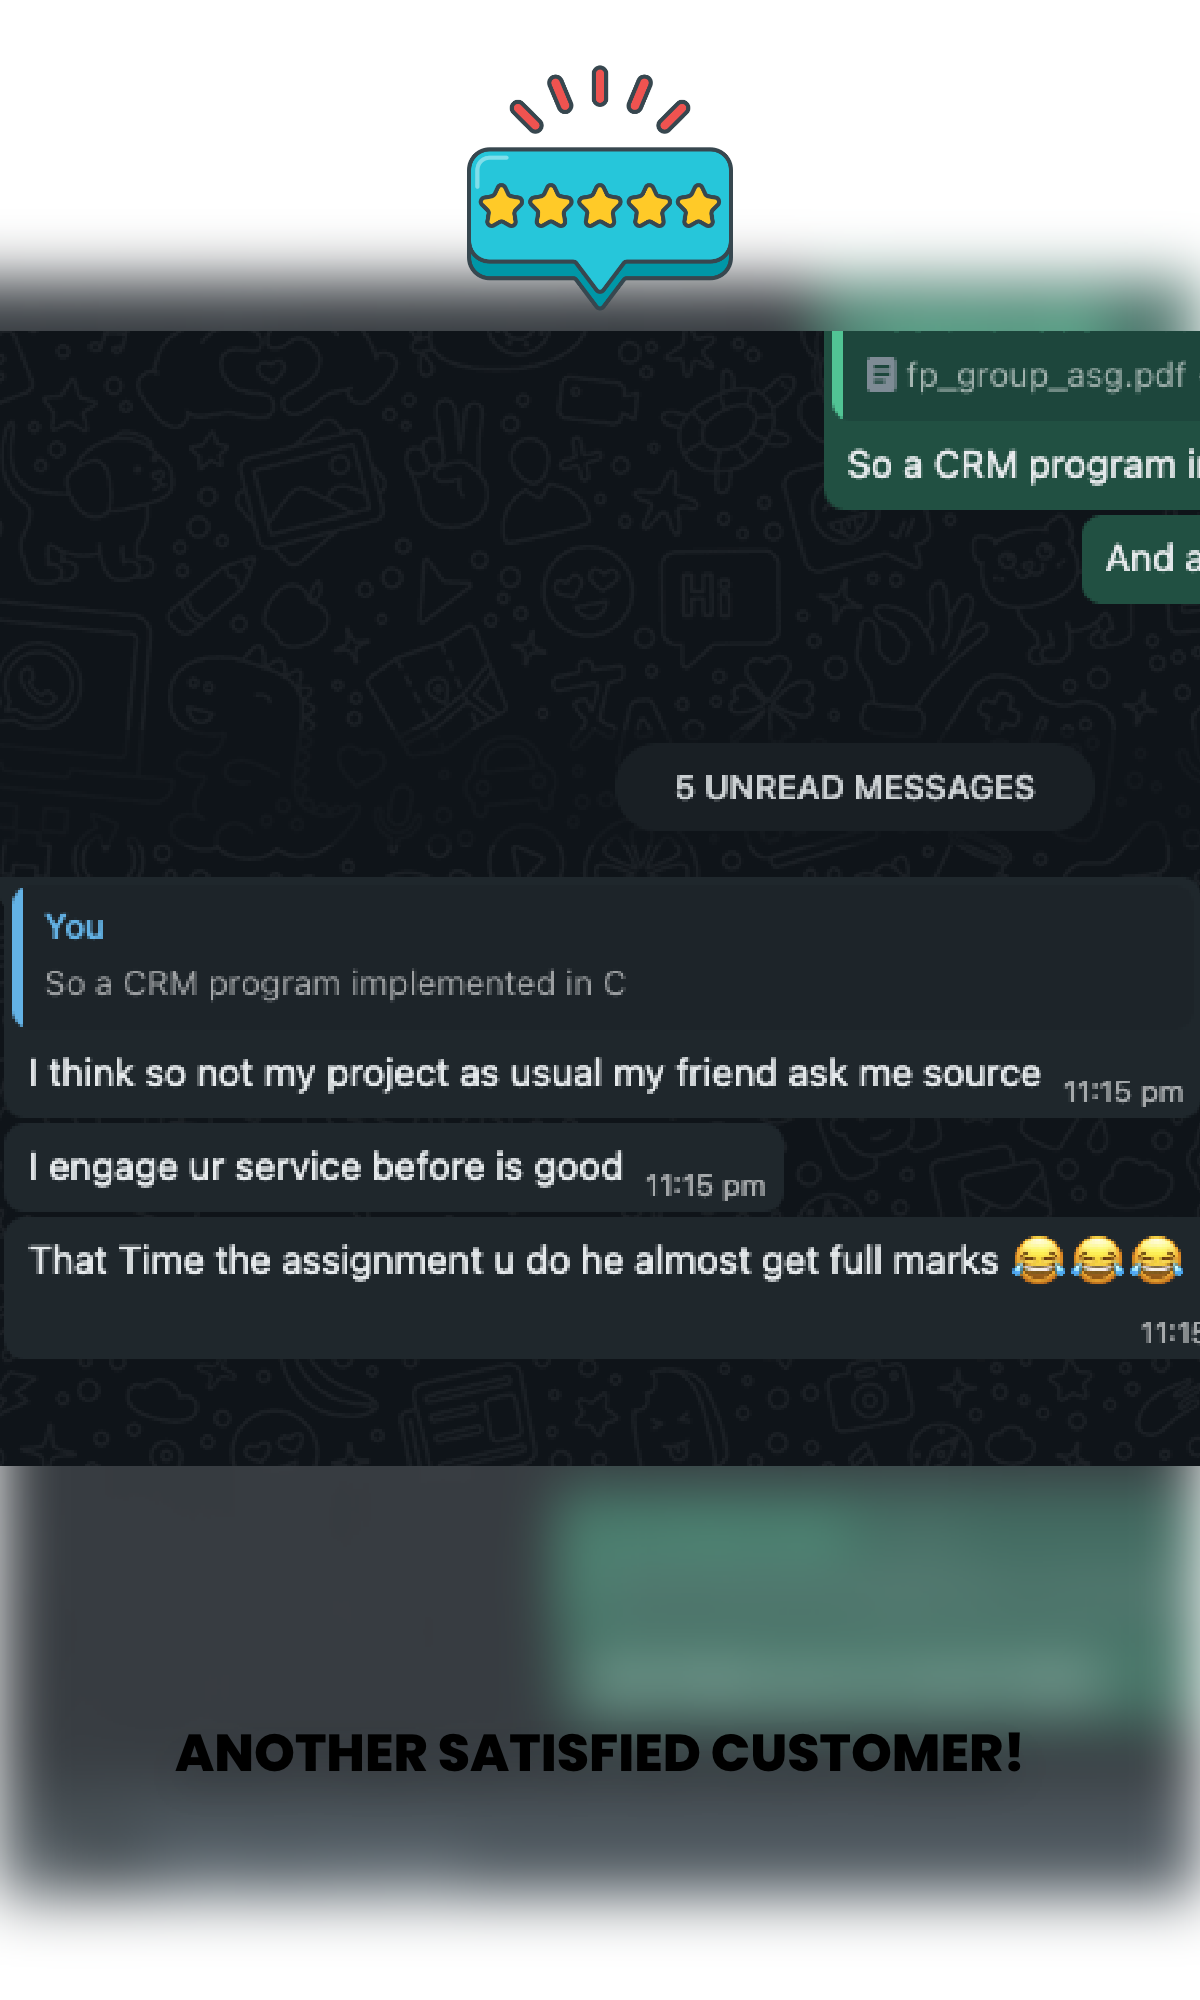 fp_group_asg.pdf
So a CRM program
And
Hi
5 UNREAD MESSAGES
You
So a CRM program implemented in C
I think so not my project as usual my friend ask me source 11:15 pm
I engage ur service before is good 11:15 pm
That Time the assignment u do he almost get full marks 😂😂😂
11:15
ANOTHER SATISFIED CUSTOMER!